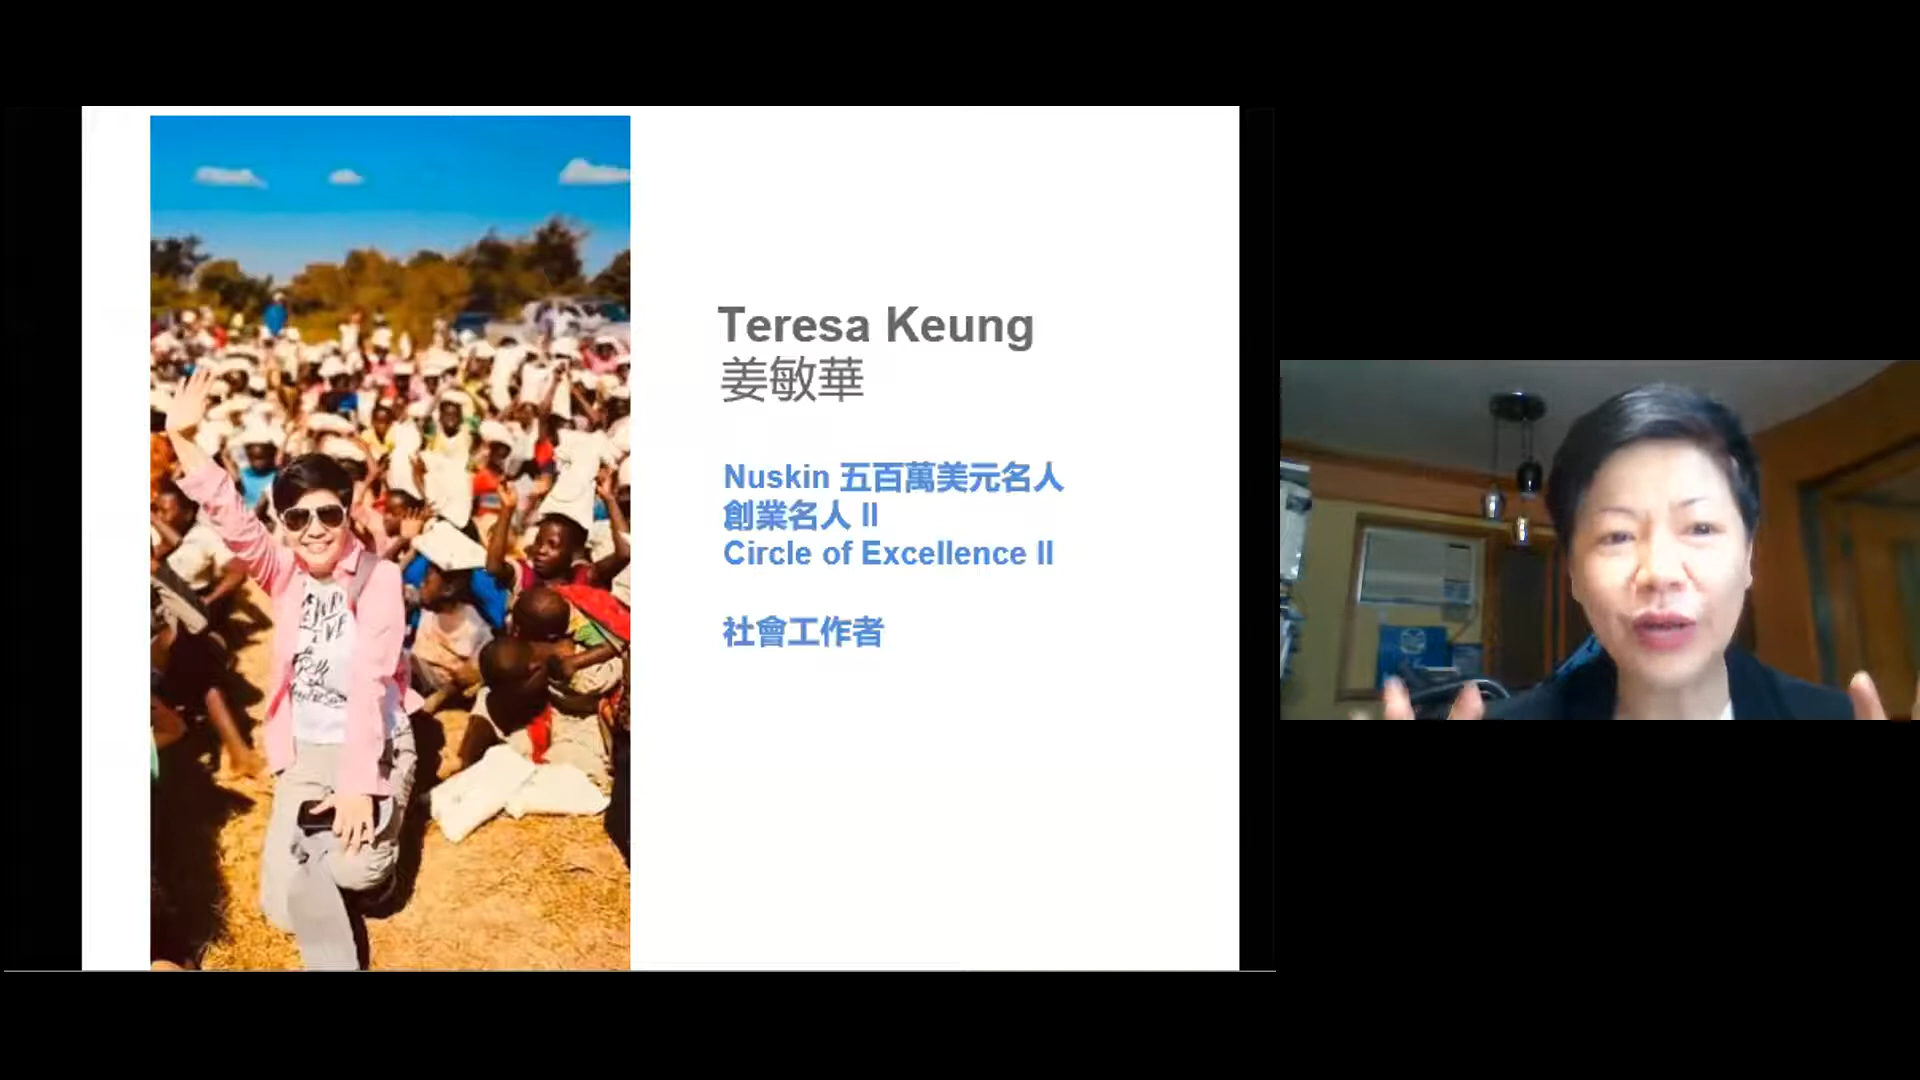 Teresa Keung
姜敏華
Nuskin 五百萬美元名人
創業名人 II
Circle of Excellence II
社會工作者